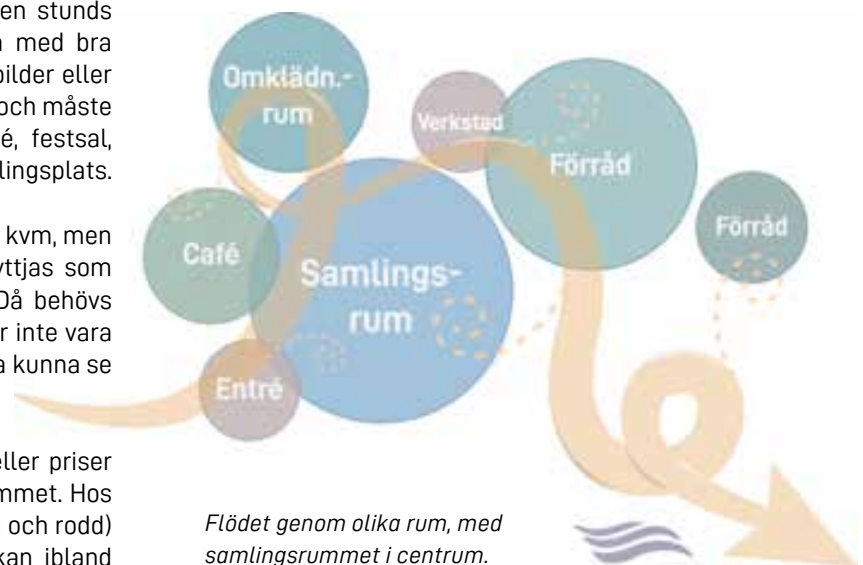 en stunds
med bra
bilder eller
och måste
festsal,
lingsplats.
kvm, men
som
Då behövs
inte vara
kunna se
eller priser
mmet. Hos
och rodd)
kan ibland
Omklädn.-
rum
Verkstad
Förråd
Förråd
Café
Samlings-
rum
Entré
Flödet genom olika rum, med
samlingsrummet i centrum.